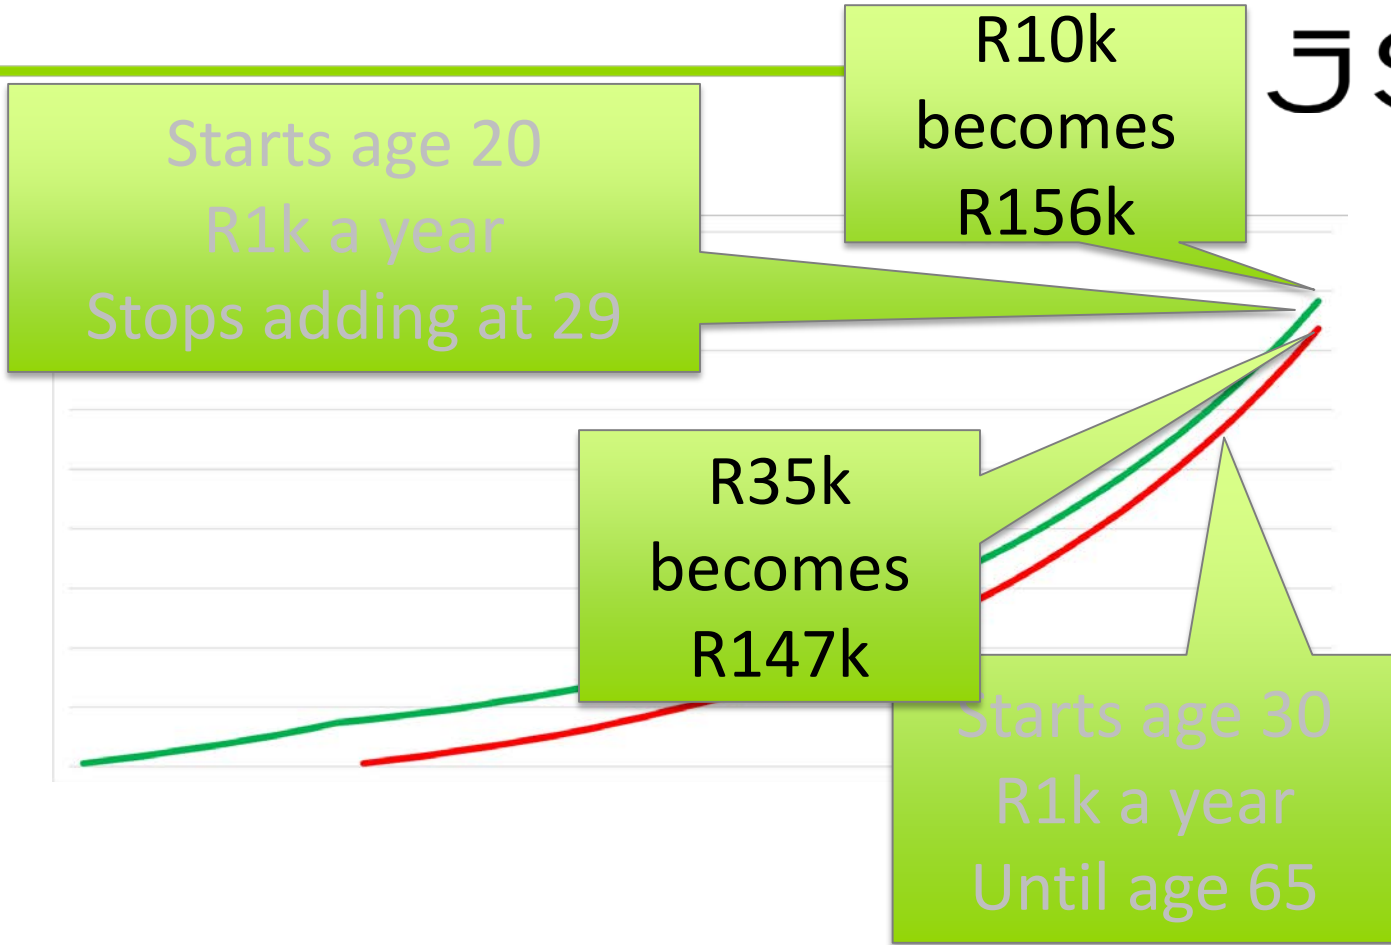 R10k
becomes
R156k
Starts age 20
R1k a year
Stops adding at 29
R35k
becomes
R147k
Starts age 30
R1k a year
Until age 65